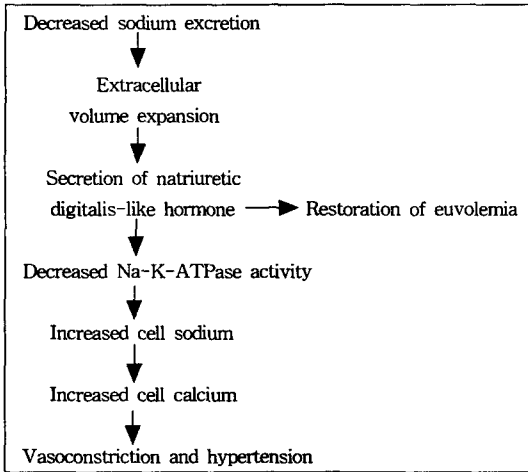 Decreased sodium excretion
Extracellular
volume expansion
Secretion of natriuretic
digitalis-like hormone
Restoration of euvolemia
Decreased Na-K-ATPase activity
Increased cell sodium
Increased cell calcium
Vasoconstriction and hypertension